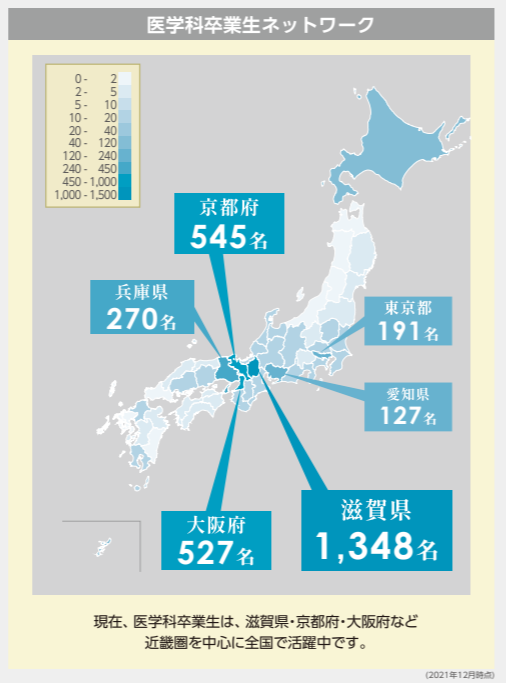 医学科卒業生ネットワーク
0 - 2
2 - 5
5 - 10
10 - 20
20 - 40
40 - 120
120 - 240
240 - 450
450 - 1,000
1,000 - 1,500
京都府
545名
兵庫県
270名
東京都
191名
愛知県
127名
大阪府
527名
滋賀県
1,348名
現在、医学科卒業生は、滋賀県・京都府・大阪府など
近畿圏を中心に全国で活躍中です。
(2021年12月時点)